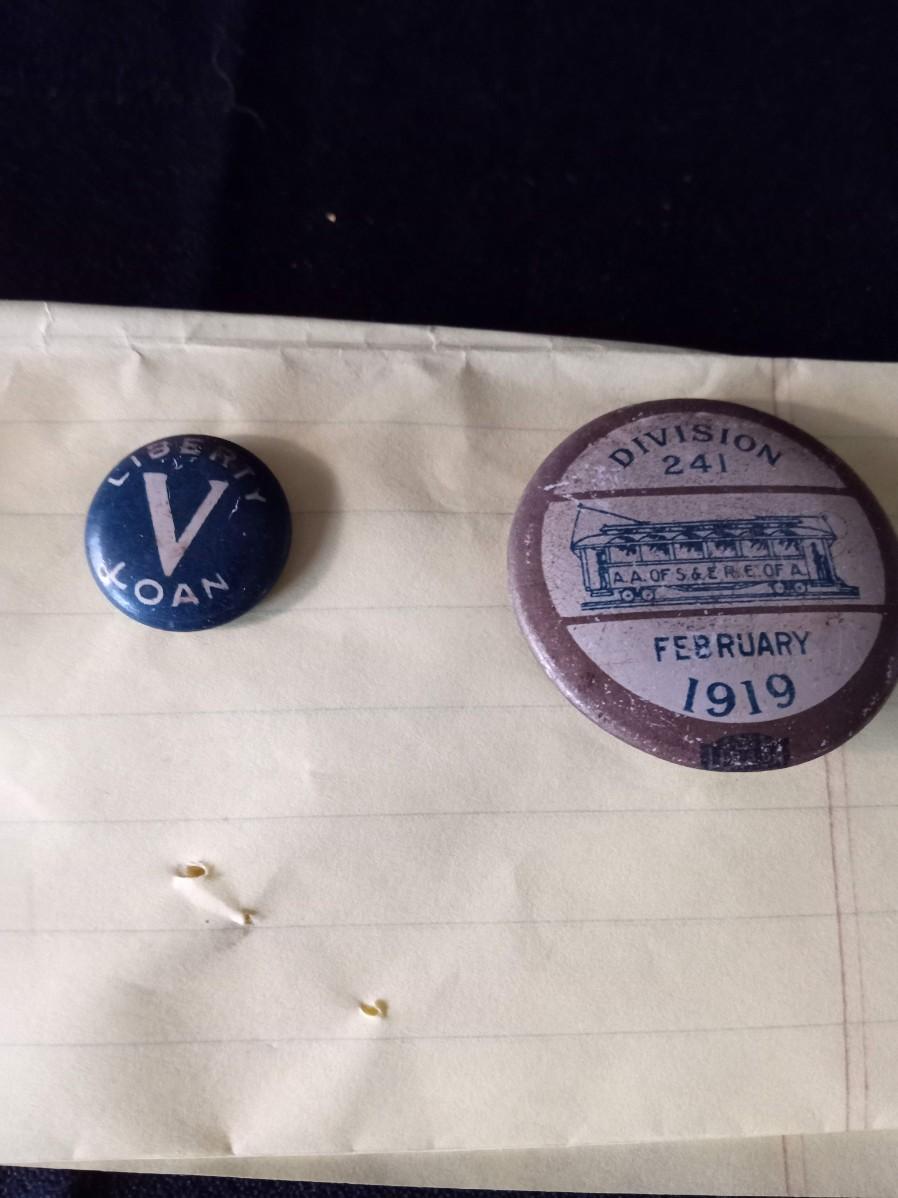 LIBERTY
V
LOAN
DIVISION
241
A.A. OF S. & E. R. E. OF A.
FEBRUARY
1919